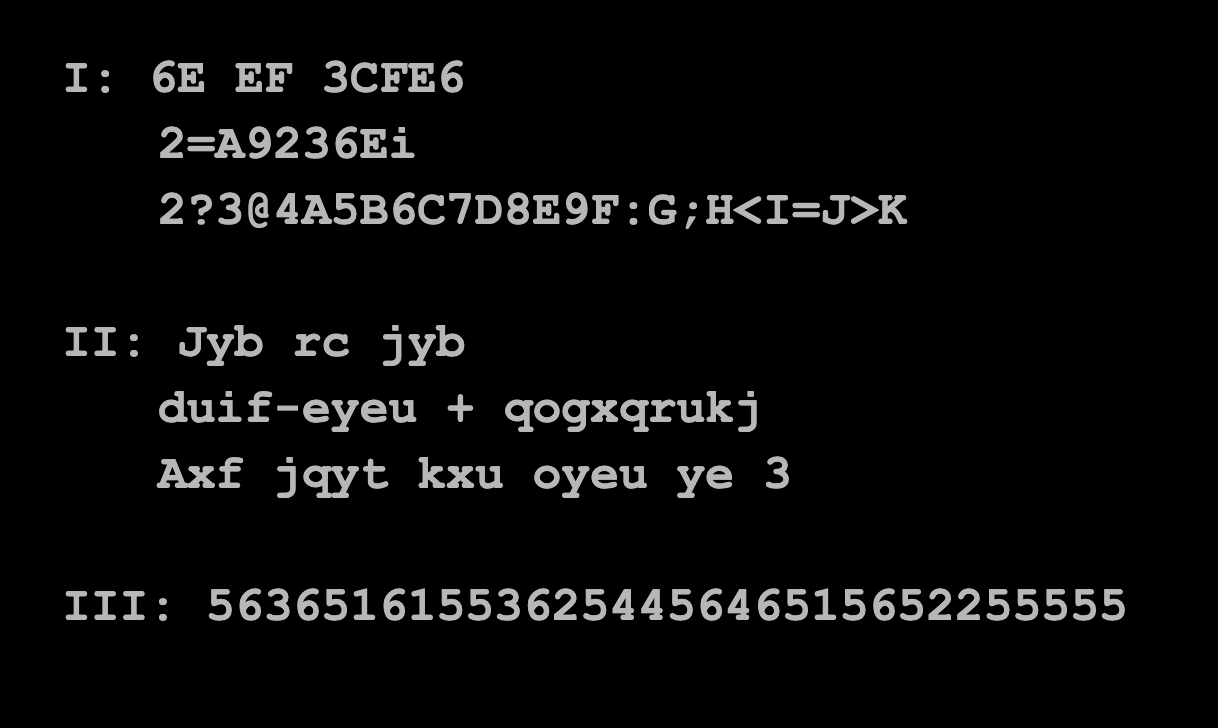 I: 6E EF 3CFE6
2=A9236Ei
2?3@4A5B6C7D8E9F:G;H<I=J>K
II: Jyb rc jyb
duif-eyeu + qogxqrukj
Axf jqyt kxu oyeu ye 3
III: 56365161553625445646515652255555